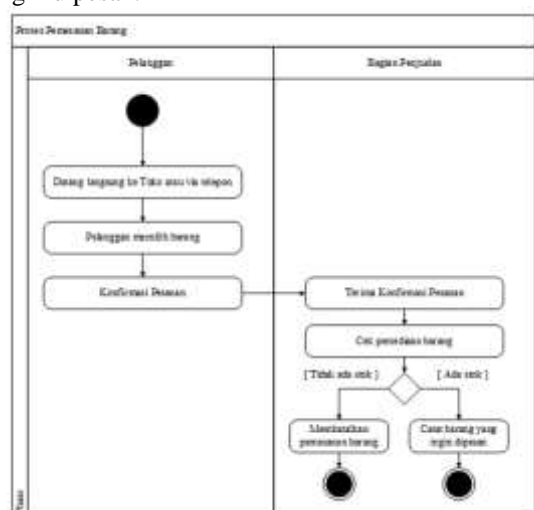 Proses Pemesanan Barang
Pelanggan
Bagian Penjualan
Datang langsung ke Toko atau via telepon
Pelanggan memilih barang
Konfirmasi Pesanan
Terima Konfirmasi Pesanan
Cek persediaan barang
[ Tidak ada stok ]
[ Ada stok ]
Membatalkan
pemesanan barang
Catat barang yang
ingin dipesan
Phase